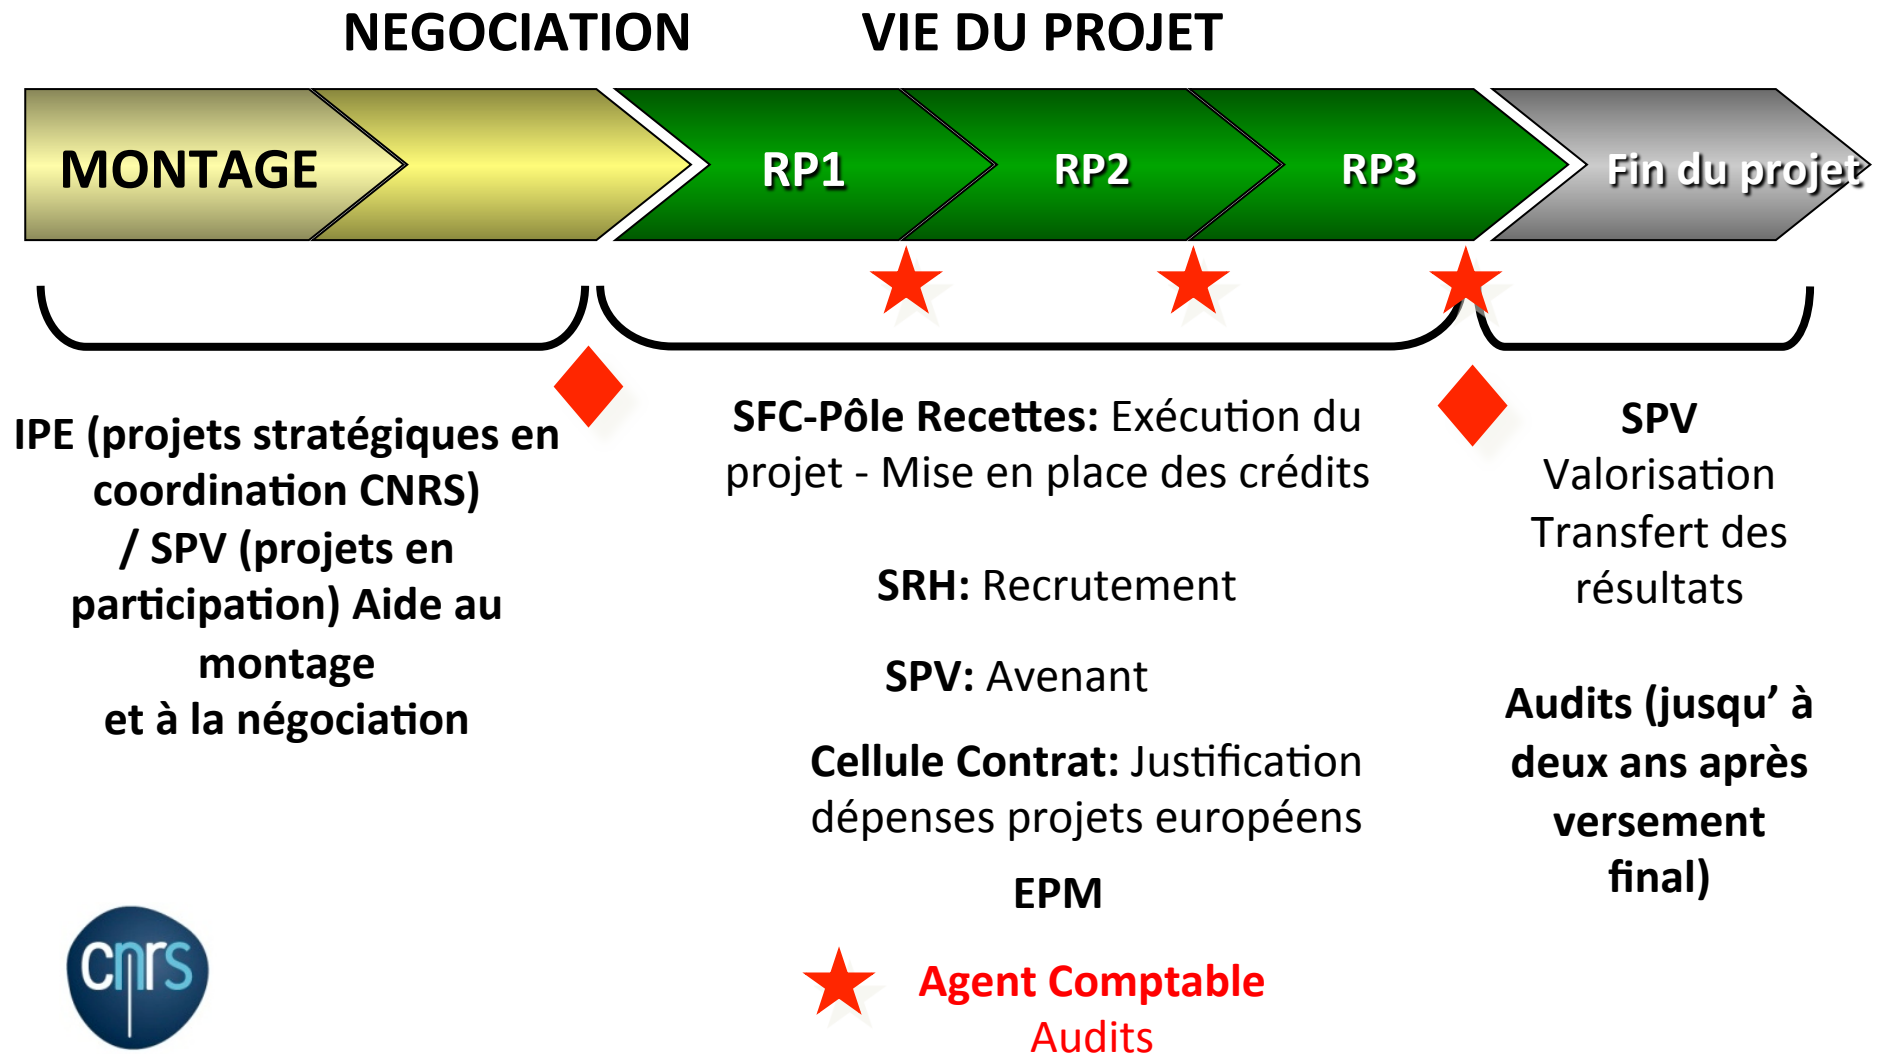 NEGOCIATION
VIE DU PROJET
MONTAGE
RP1
RP2
RP3
Fin du projet
IPE (projets stratégiques en
coordination CNRS)
/ SPV (projets en
participation) Aide au
montage
et à la négociation
SFC-Pôle Recettes: Exécution du
projet - Mise en place des crédits
SRH: Recrutement
SPV: Avenant
Cellule Contrat: Justification
dépenses projets européens
EPM
Agent Comptable
Audits
SPV
Valorisation
Transfert des
résultats
Audits (jusqu’ à
deux ans après
versement
final)
cnrs